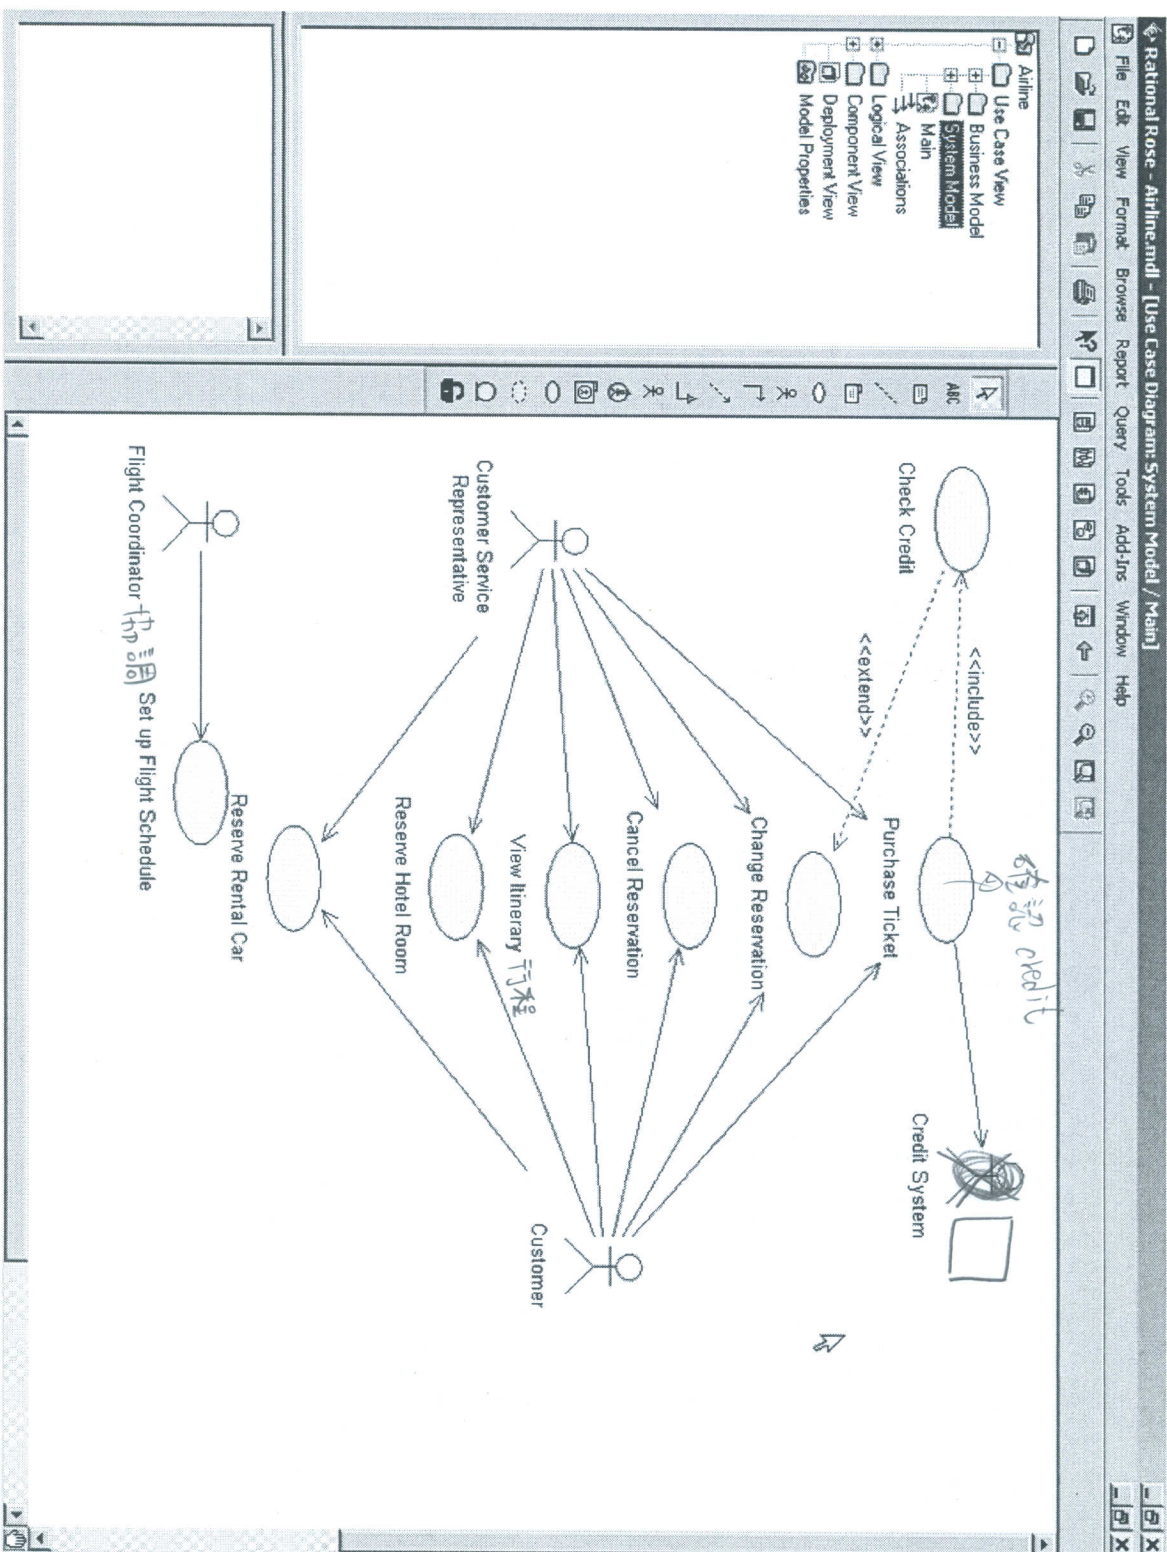 Rational Rose - Airline.mdl - [Use Case Diagram: System Model / Main]
File Edit View Format Browse Report Query Tools Add-Ins Window Help
Airline
Use Case View
Business Model
System Model
Main
Associations
Logical View
Component View
Deployment View
Model Properties
ABC
確認 credit
Credit System
<<include>>
Check Credit
<<extend>>
Purchase Ticket
Change Reservation
Cancel Reservation
View Itinerary 行程
Customer Service
Representative
Customer
Reserve Hotel Room
Reserve Rental Car
Flight Coordinator 協調
Set up Flight Schedule